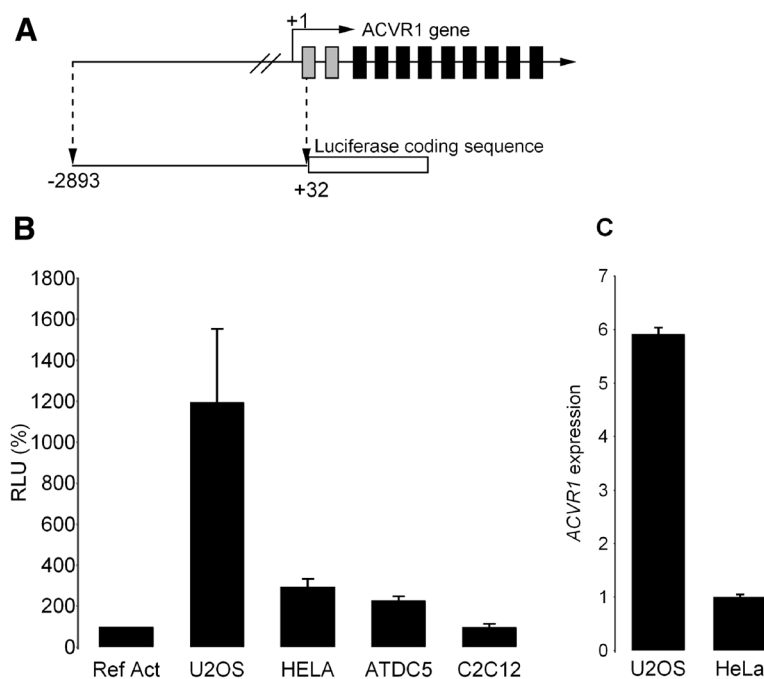 A
+1
ACVR1 gene
Luciferase coding sequence
-2893
+32
B
1800
1600
1400
1200
1000
800
600
400
200
0
RLU (%)
Ref Act U2OS HELA ATDC5 C2C12
C
7
6
5
4
3
2
1
0
ACVR1 expression
U2OS HeLa